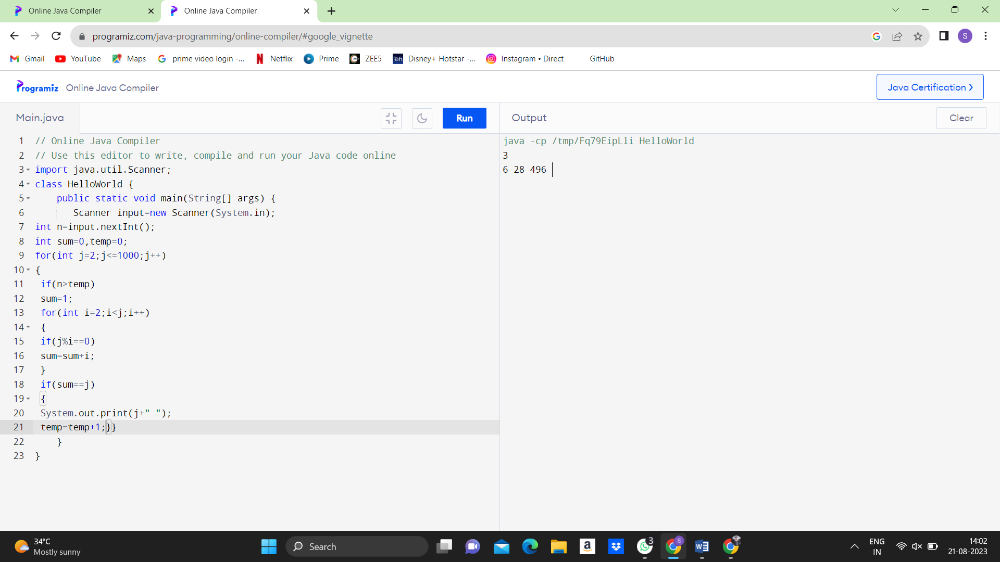 Online Java Compiler
Online Java Compiler
programiz.com/java-programming/online-compiler/#google_vignette
S
Gmail
YouTube
Maps
prime video login -...
Netflix
Prime
ZEE5
Disney+ Hotstar -...
Instagram • Direct
GitHub
Programiz Online Java Compiler
Java Certification >
Main.java
Run
Output
Clear
1 // Online Java Compiler
2 // Use this editor to write, compile and run your Java code online
3 import java.util.Scanner;
4 class HelloWorld {
5 public static void main(String[] args) {
6 Scanner input=new Scanner(System.in);
7 int n=input.nextInt();
8 int sum=0,temp=0;
9 for(int j=2;j<=1000;j++)
10 {
11 if(n>temp)
12 sum=1;
13 for(int i=2;i<j;i++)
14 {
15 if(j%i==0)
16 sum=sum+i;
17 }
18 if(sum==j)
19 {
20 System.out.print(j+" ");
21 temp=temp+1;}}
22 }
23 }
java -cp /tmp/Fq79EipLli HelloWorld
3
6 28 496
34°C
Mostly sunny
Search
3
S
ENG
IN
14:02
21-08-2023